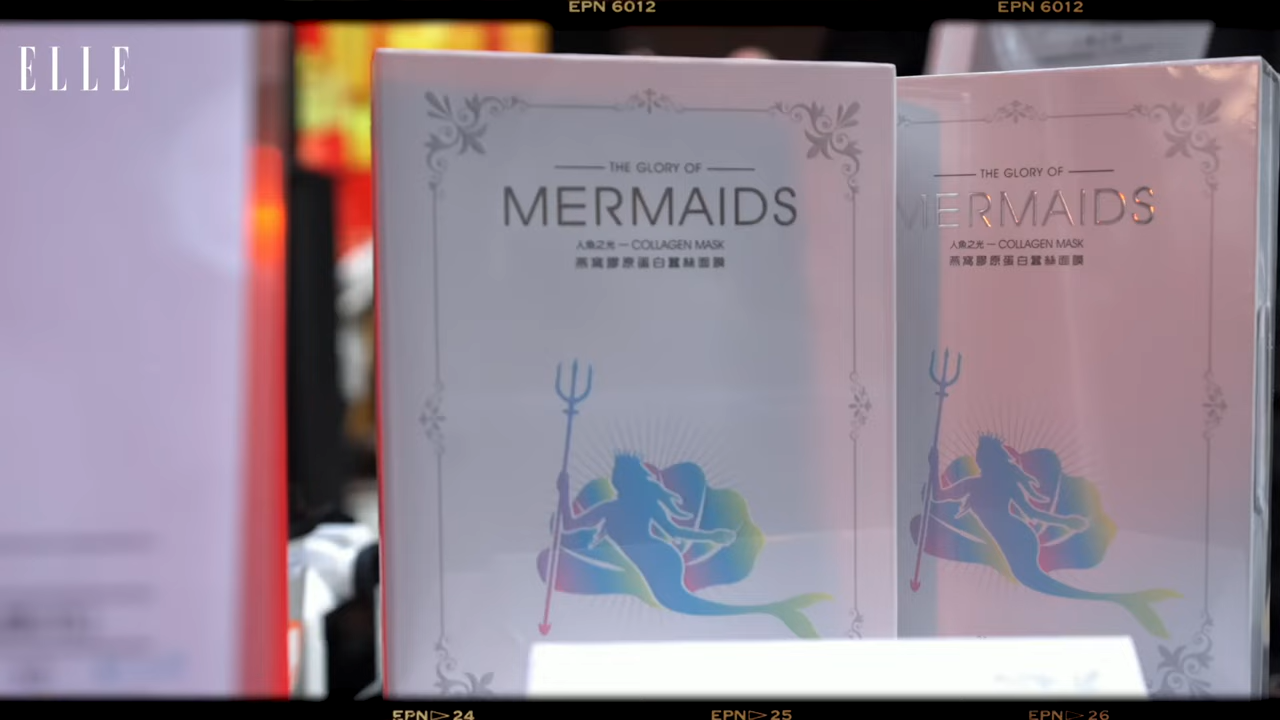 EPN 6012
EPN 6012
ELLE
THE GLORY OF
MERMAIDS
人魚之光 — COLLAGEN MASK
燕窩膠原蛋白蠶絲面膜
THE GLORY OF
MERMAIDS
人魚之光 — COLLAGEN MASK
燕窩膠原蛋白蠶絲面膜
EPN▷24
EPN▷25
EPN▷26